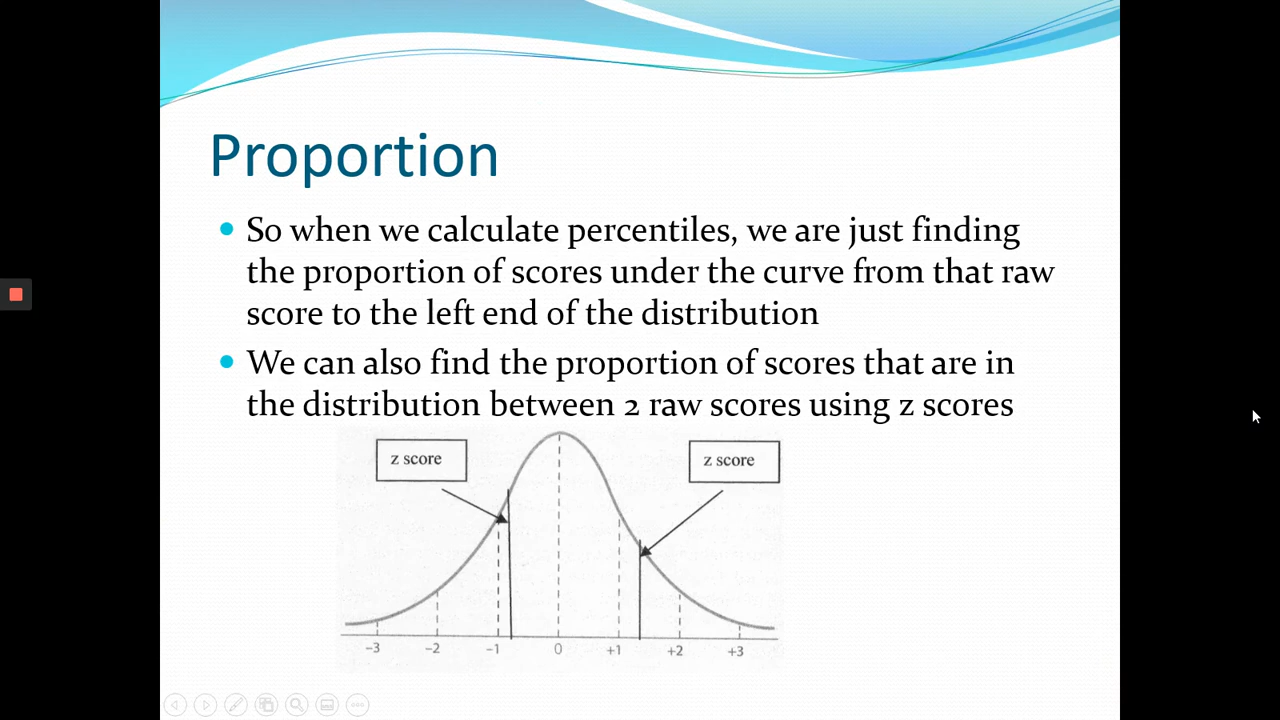 Proportion
So when we calculate percentiles, we are just finding
the proportion of scores under the curve from that raw
score to the left end of the distribution
We can also find the proportion of scores that are in
the distribution between 2 raw scores using z scores
z score
z score
−3 −2 −1 0 +1 +2 +3